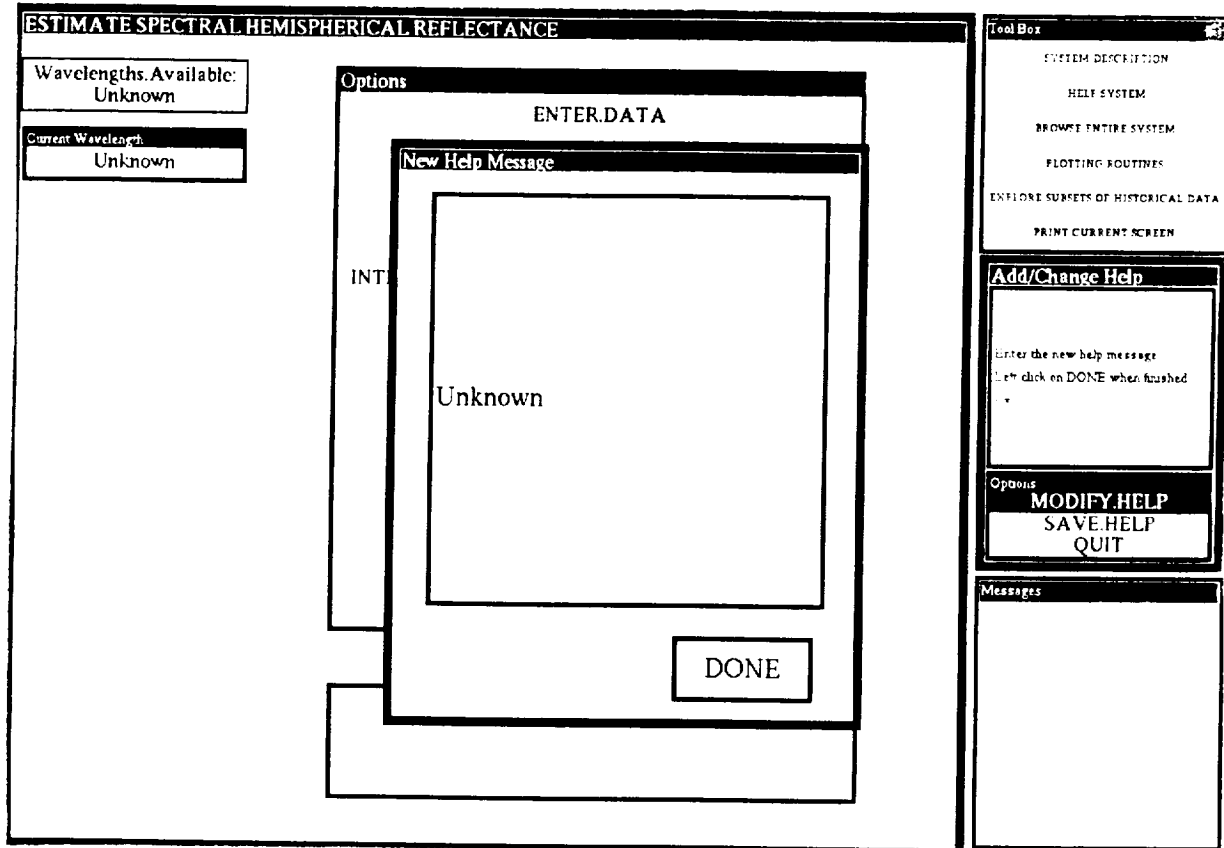 ESTIMATE SPECTRAL HEMISPHERICAL REFLECTANCE
Wavelengths.Available:
Unknown
Current Wavelength
Unknown
Options
ENTER.DATA
INTE
New Help Message
Unknown
DONE
Tool Box
SYSTEM DESCRIPTION
HELP SYSTEM
BROWSE ENTIRE SYSTEM
PLOTTING ROUTINES
EXPLORE SUBSETS OF HISTORICAL DATA
PRINT CURRENT SCREEN
Add/Change Help
Enter the new help message
Left click on DONE when finished
Options
MODIFY.HELP
SAVE.HELP
QUIT
Messages